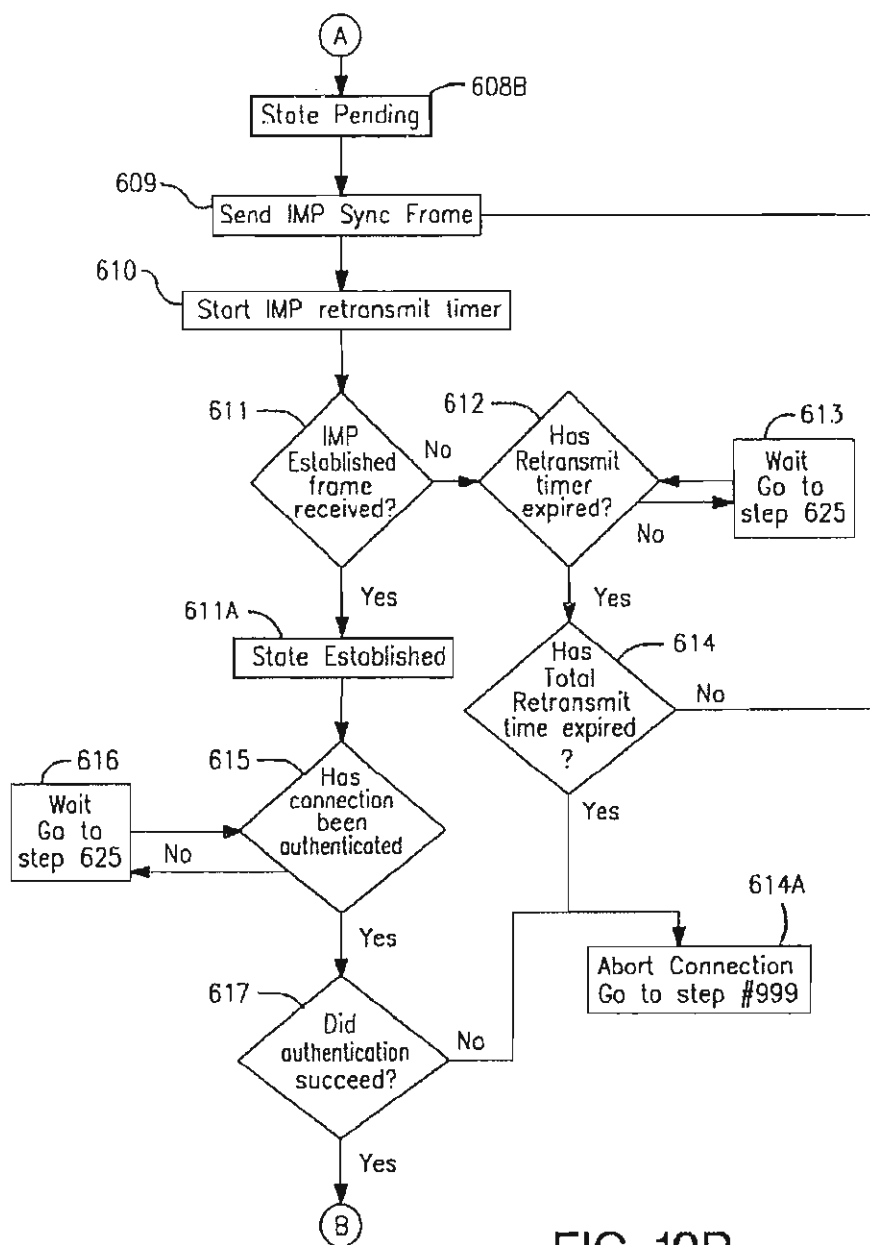 A
608B
State Pending
609
Send IMP Sync Frame
610
Start IMP retransmit timer
611
IMP
Established
frame
received?
No
612
Has
Retransmit
timer
expired?
No
613
Wait
Go to
step 625
Yes
611A
State Established
Yes
614
Has
Total
Retransmit
time expired
?
No
616
Wait
Go to
step 625
615
Has
connection
been
authenticated
No
Yes
614A
Abort Connection
Go to step #999
Yes
617
Did
authentication
succeed?
No
Yes
B